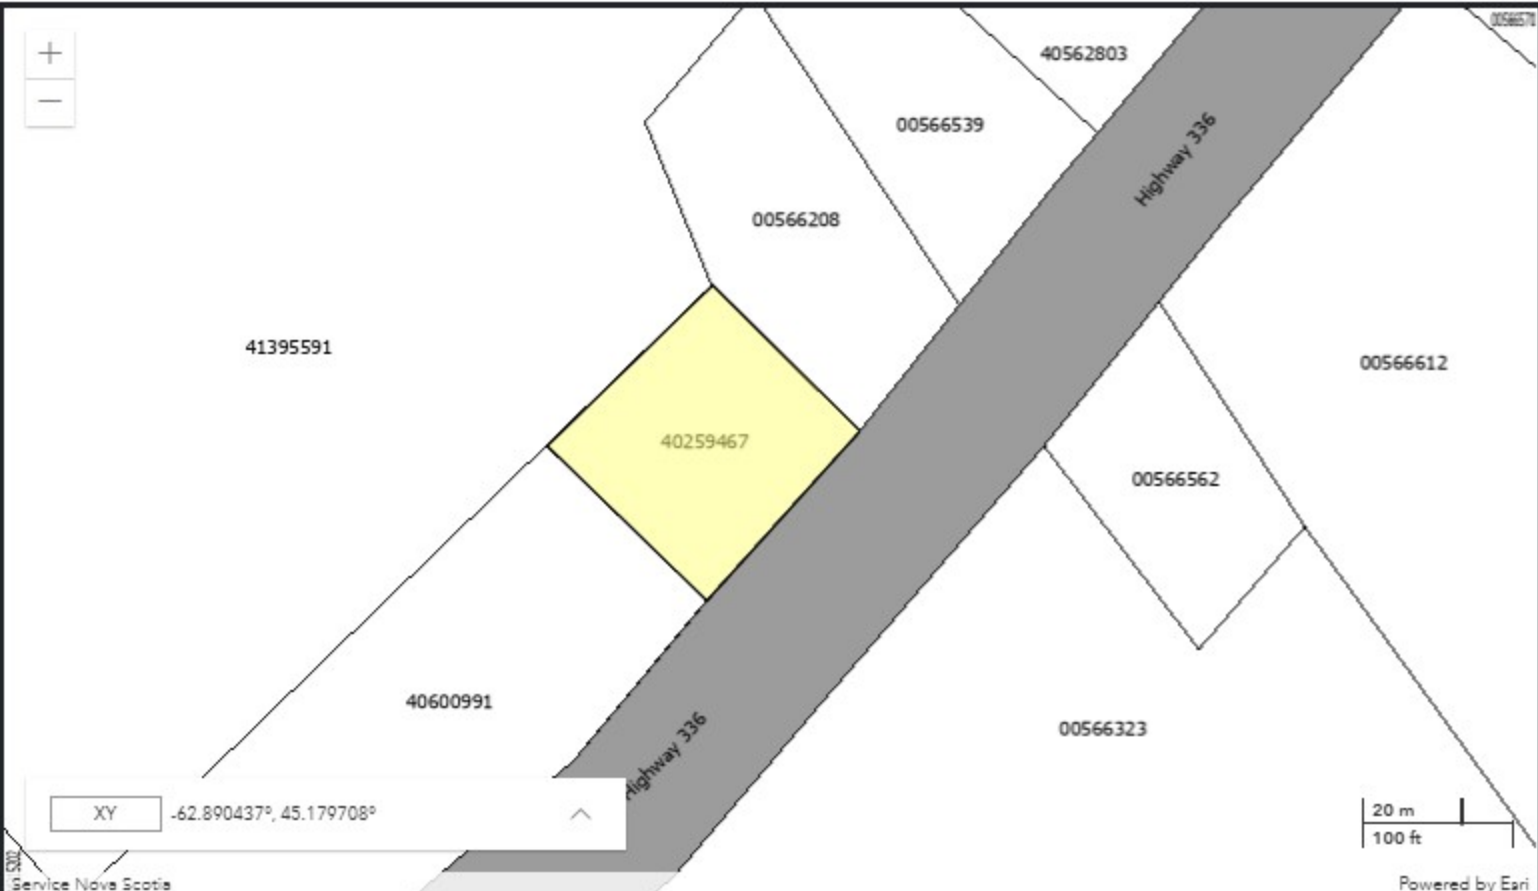 +
00566571
40562803
−
00566539
Highway 336
00566208
41395591
00566612
40259467
00566562
40600991
Highway 336
00566323
XY -62.890437°, 45.179708°
20 m
100 ft
Service Nova Scotia
Powered by Esri